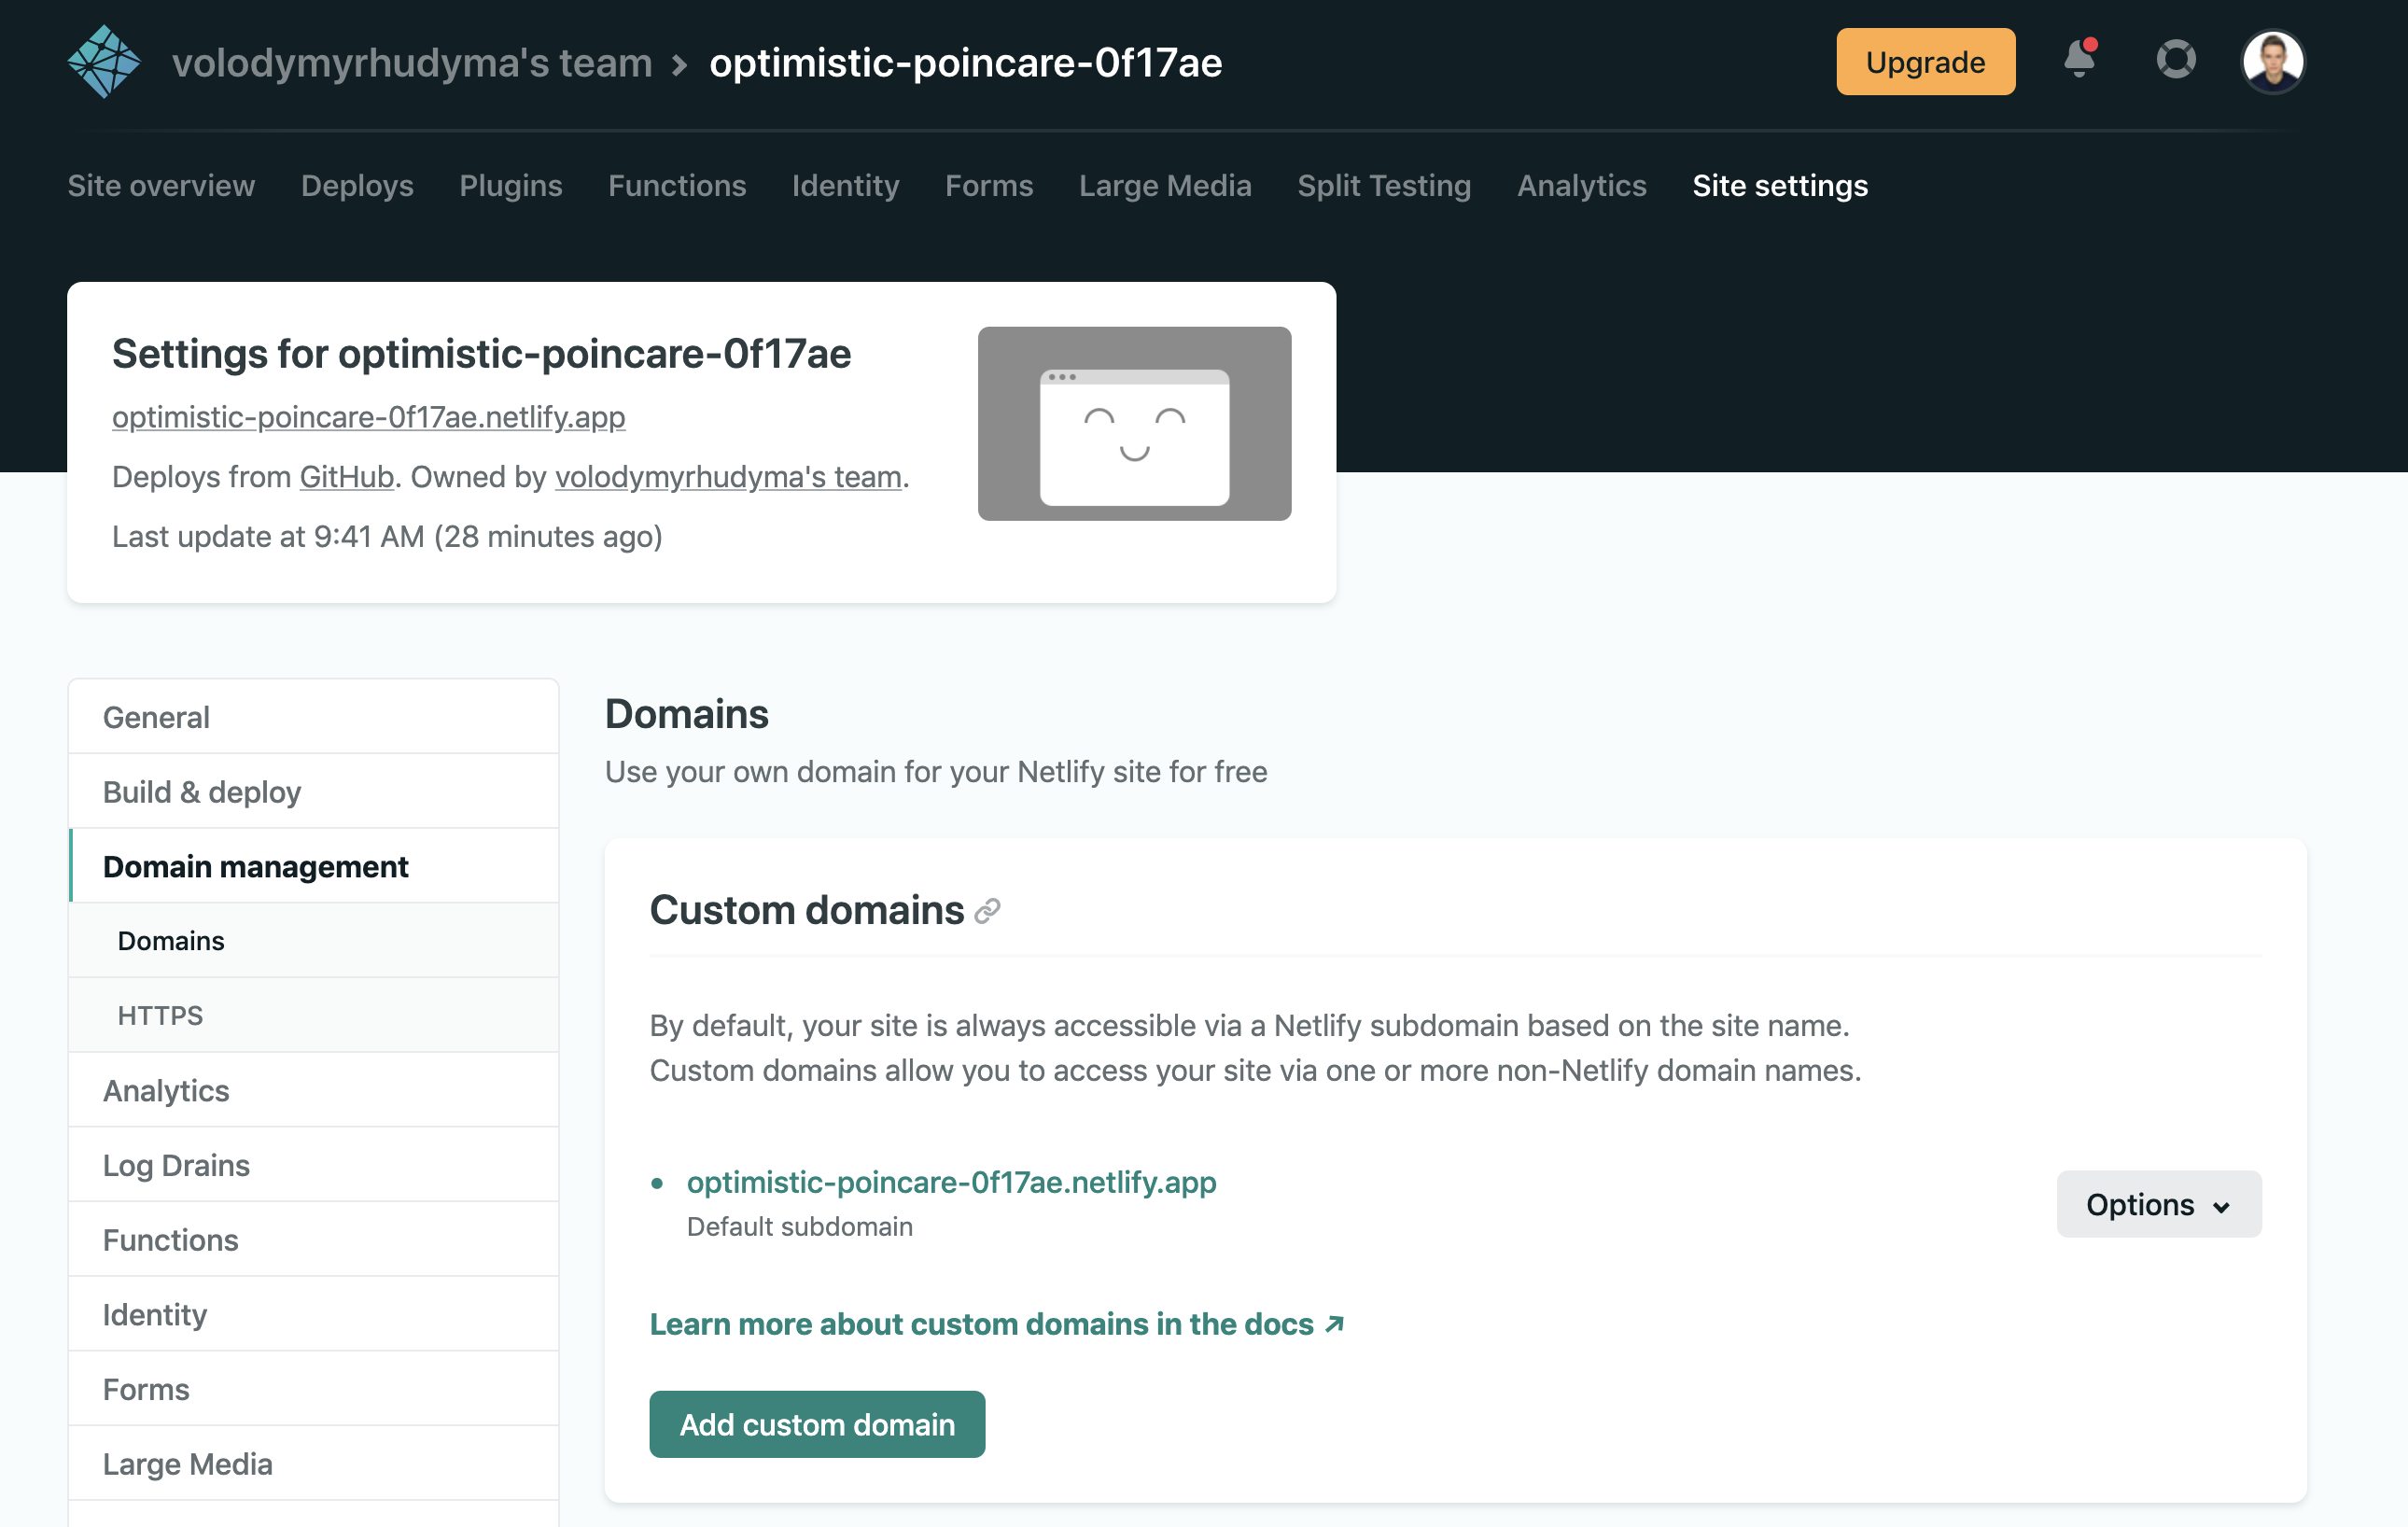 volodymyrhudyma's team > optimistic-poincare-0f17ae
Upgrade
Site overview Deploys Plugins Functions Identity Forms Large Media Split Testing Analytics Site settings
Settings for optimistic-poincare-0f17ae
optimistic-poincare-0f17ae.netlify.app
Deploys from GitHub. Owned by volodymyrhudyma's team.
Last update at 9:41 AM (28 minutes ago)
General
Build & deploy
Domain management
Domains
HTTPS
Analytics
Log Drains
Functions
Identity
Forms
Large Media
Domains
Use your own domain for your Netlify site for free
Custom domains
By default, your site is always accessible via a Netlify subdomain based on the site name.
Custom domains allow you to access your site via one or more non-Netlify domain names.
optimistic-poincare-0f17ae.netlify.app
Default subdomain
Options
Learn more about custom domains in the docs ↗
Add custom domain